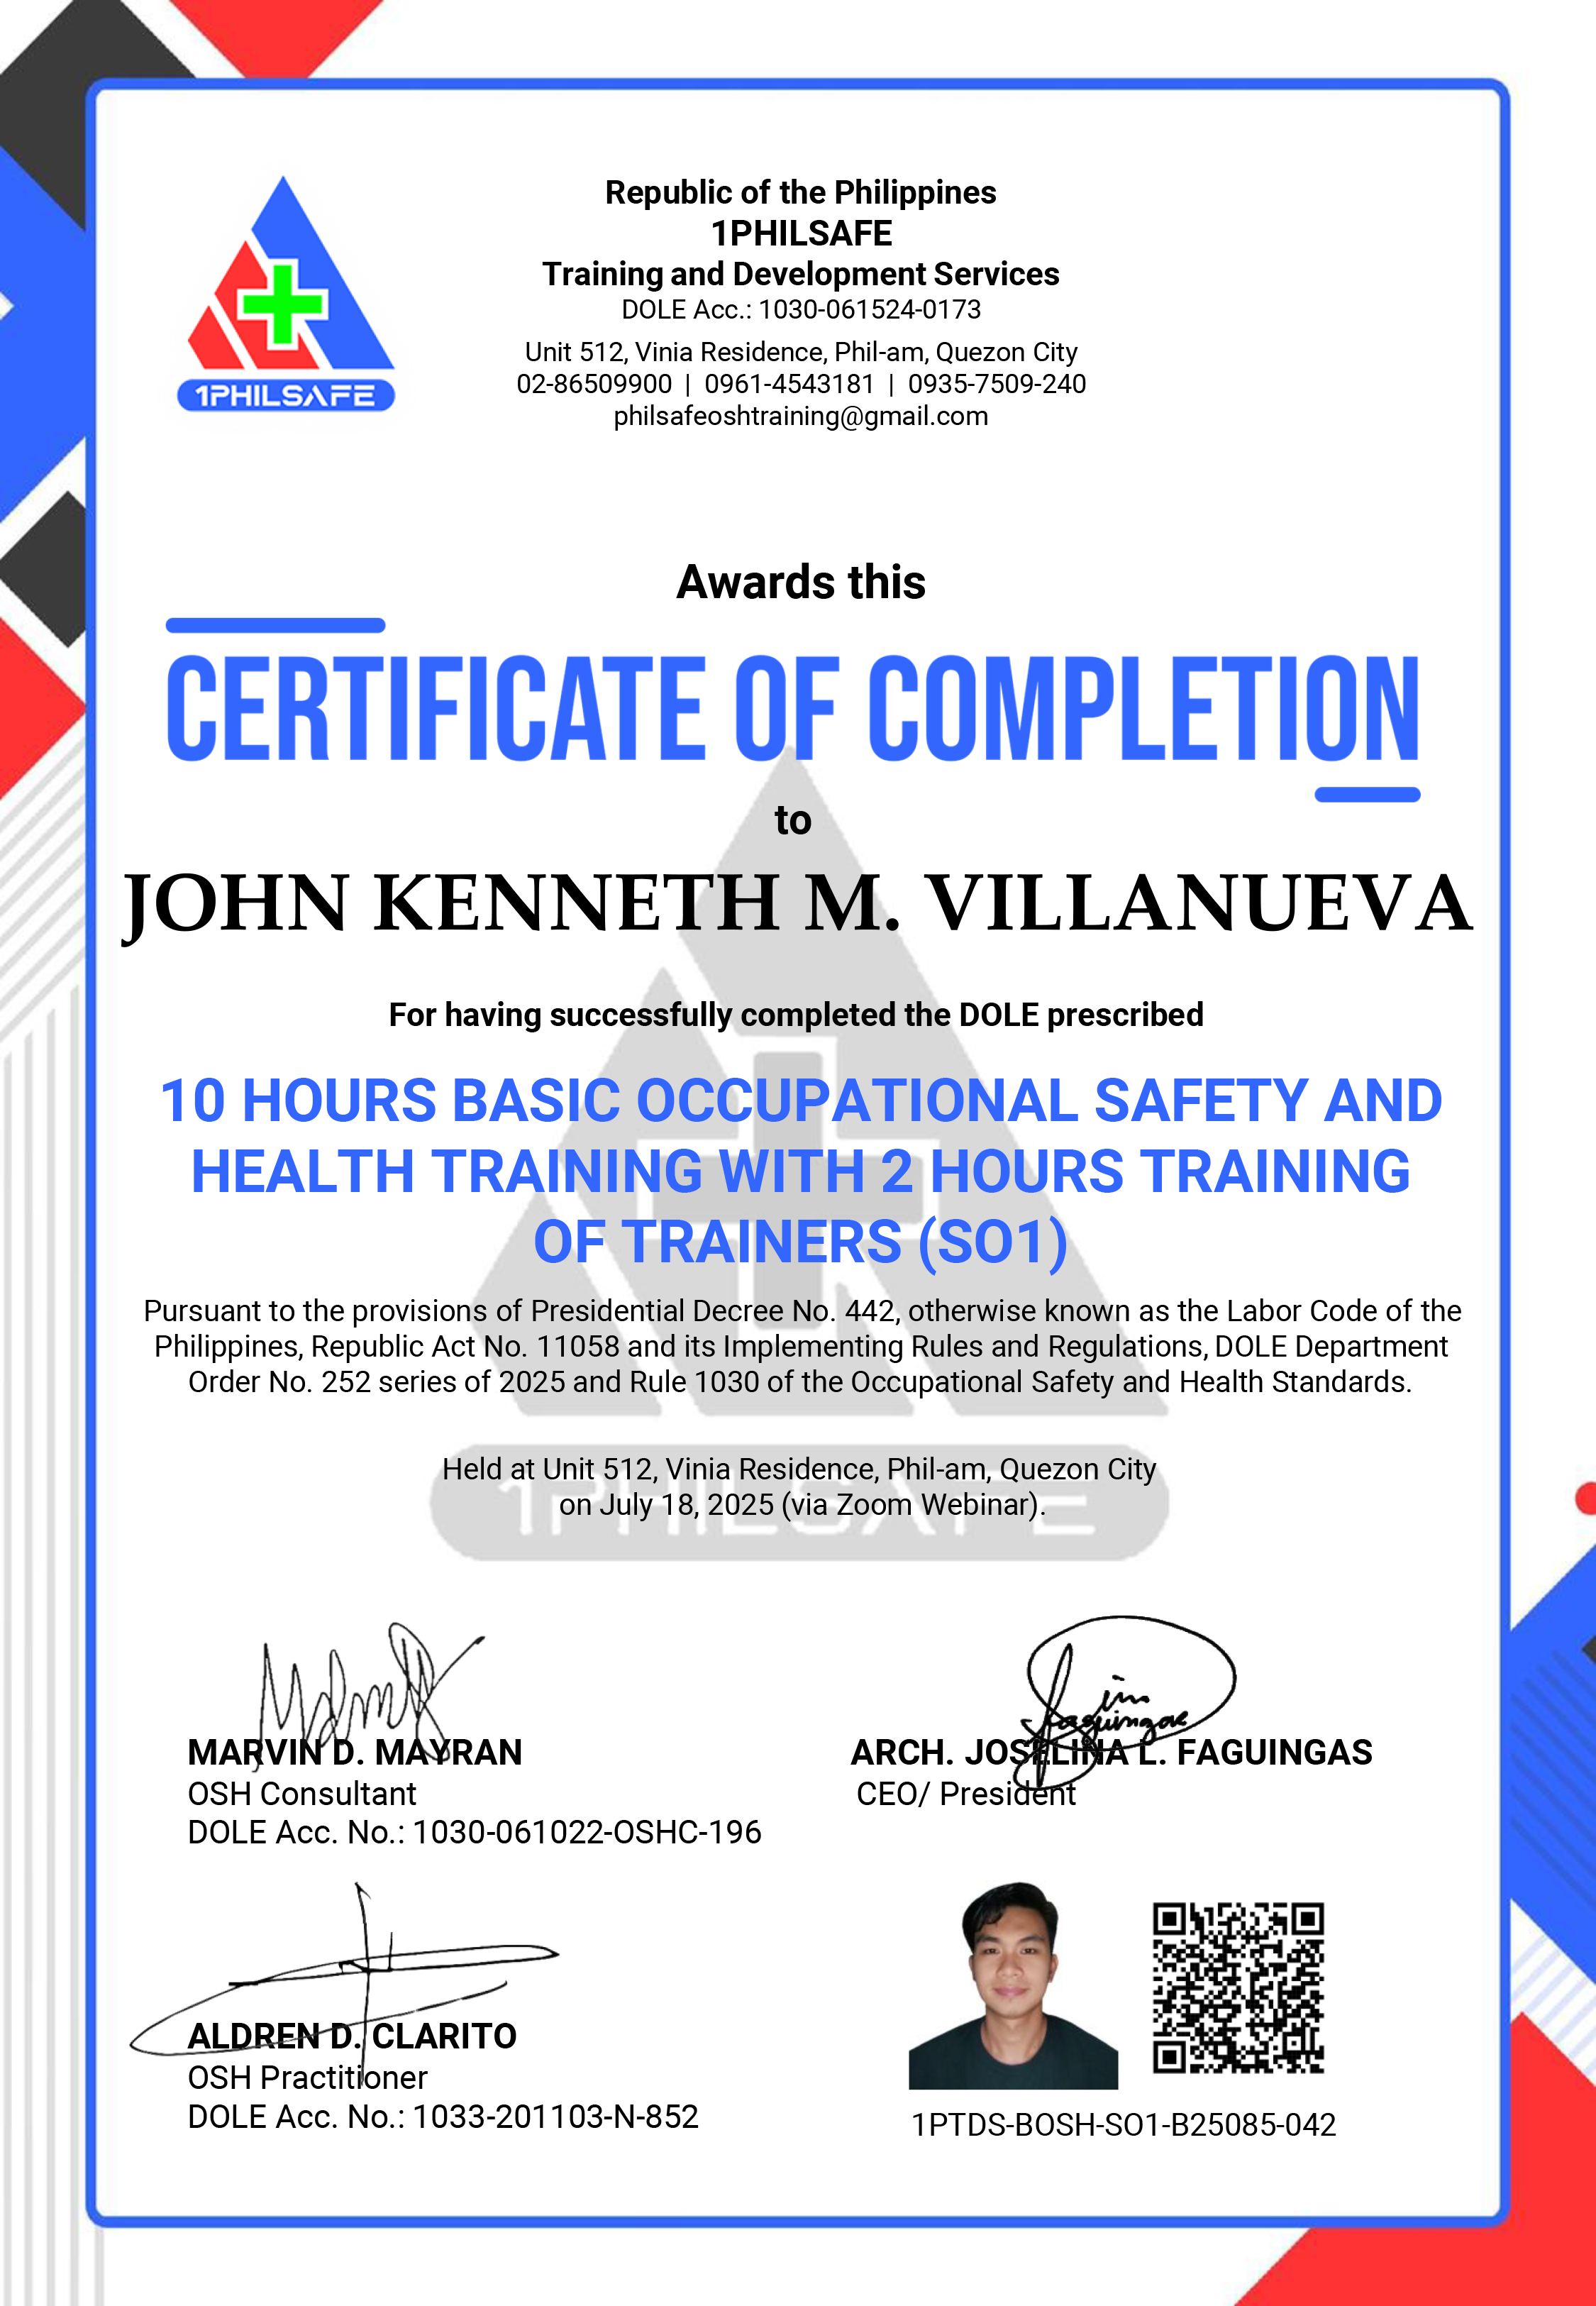 Republic of the Philippines
1PHILSAFE
Training and Development Services
DOLE Acc.: 1030-061524-0173
Unit 512, Vinia Residence, Phil-am, Quezon City
02-86509900 | 0961-4543181 | 0935-7509-240
philsafeoshtraining@gmail.com
1PHILSAFE
Awards this
CERTIFICATE OF COMPLETION
to
JOHN KENNETH M. VILLANUEVA
For having successfully completed the DOLE prescribed
10 HOURS BASIC OCCUPATIONAL SAFETY AND
HEALTH TRAINING WITH 2 HOURS TRAINING
OF TRAINERS (SO1)
Pursuant to the provisions of Presidential Decree No. 442, otherwise known as the Labor Code of the
Philippines, Republic Act No. 11058 and its Implementing Rules and Regulations, DOLE Department
Order No. 252 series of 2025 and Rule 1030 of the Occupational Safety and Health Standards.
Held at Unit 512, Vinia Residence, Phil-am, Quezon City
on July 18, 2025 (via Zoom Webinar).
1PHILSAFE
MARVIN D. MAYRAN
OSH Consultant
DOLE Acc. No.: 1030-061022-OSHC-196
ARCH. JOSELINA L. FAGUINGAS
CEO/ President
ALDREN D. CLARITO
OSH Practitioner
DOLE Acc. No.: 1033-201103-N-852
1PTDS-BOSH-SO1-B25085-042